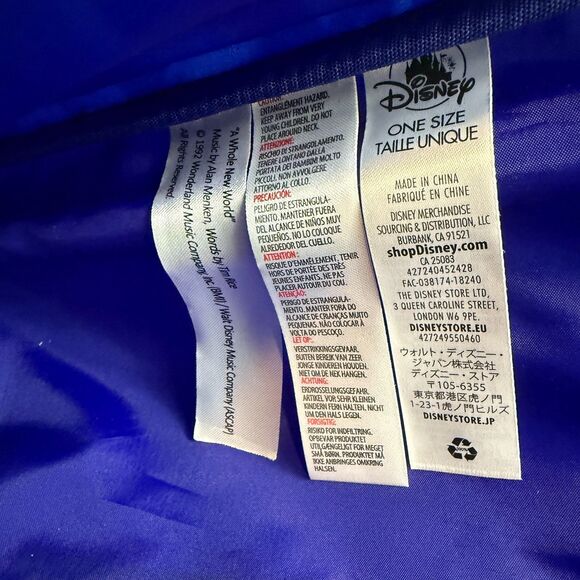 "A Whole New World"
Music by Alan Menken, Words by Tim Rice
© 1992 Wonderland Music Company, Inc (BMI) / Walt Disney Music Company (ASCAP)
All Rights Reserved
CAUTION:
ENTANGLEMENT HAZARD.
KEEP AWAY FROM VERY
YOUNG CHILDREN. DO NOT
PLACE AROUND NECK.
ATTENZIONE:
RISCHIO DI STRANGOLAMENTO.
TENERE LONTANO DALLA
PORTATA DEI BAMBINI MOLTO
PICCOLI. NON AVVOLGERE
ATTORNO AL COLLO.
PRECAUCIÓN:
PELIGRO DE ESTRANGULA-
MIENTO. MANTENER FUERA
DEL ALCANCE DE NIÑOS MUY
PEQUEÑOS. NO LO COLOQUE
ALREDEDOR DEL CUELLO.
ATTENTION :
RISQUE D'EMMÊLEMENT. TENIR
HORS DE PORTÉE DES TRÈS
JEUNES ENFANTS. NE PAS
PLACER AUTOUR DU COU.
ATENÇÃO:
PERIGO DE ESTRANGULA-
MENTO. MANTER FORA DO
ALCANCE DE CRIANÇAS MUITO
PEQUENAS. NÃO COLOCAR À
VOLTA DO PESCOÇO.
LET OP:
VERSTRIKKINGSGEVAAR.
BUITEN BEREIK VAN ZEER
JONGE KINDEREN HOUDEN.
NIET OM DE NEK HANGEN.
ACHTUNG:
ERDROSSELUNGSGEFAHR.
ARTIKEL VOR SEHR KLEINEN
KINDERN FERN HALTEN. NICHT
UM DEN HALS LEGEN.
FORSIGTIG:
RISIKO FOR INDFILTRING.
OPBEVAR PRODUKTET
UTILGÆNGELIGT FOR MEGET
SMÅ BØRN. PRODUKTET MÅ
IKKE ANBRINGES OMKRING
HALSEN.
Disney
ONE SIZE
TAILLE UNIQUE
MADE IN CHINA
FABRIQUÉ EN CHINE
DISNEY MERCHANDISE
SOURCING & DISTRIBUTION, LLC
BURBANK, CA 91521
shopDisney.com
CA 25083
427240452428
FAC-038174-18240
THE DISNEY STORE LTD,
3 QUEEN CAROLINE STREET,
LONDON W6 9PE.
DISNEYSTORE.EU
427249550460
ウォルト・ディズニー・
ジャパン株式会社
ディズニー・ストア
〒105-6355
東京都港区虎ノ門
1-23-1虎ノ門ヒルズ
DISNEYSTORE.JP